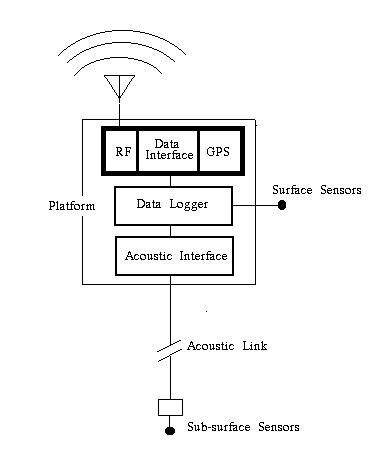 RF
Data
Interface
GPS
Surface Sensors
Platform
Data Logger
Acoustic Interface
Acoustic Link
Sub-surface Sensors